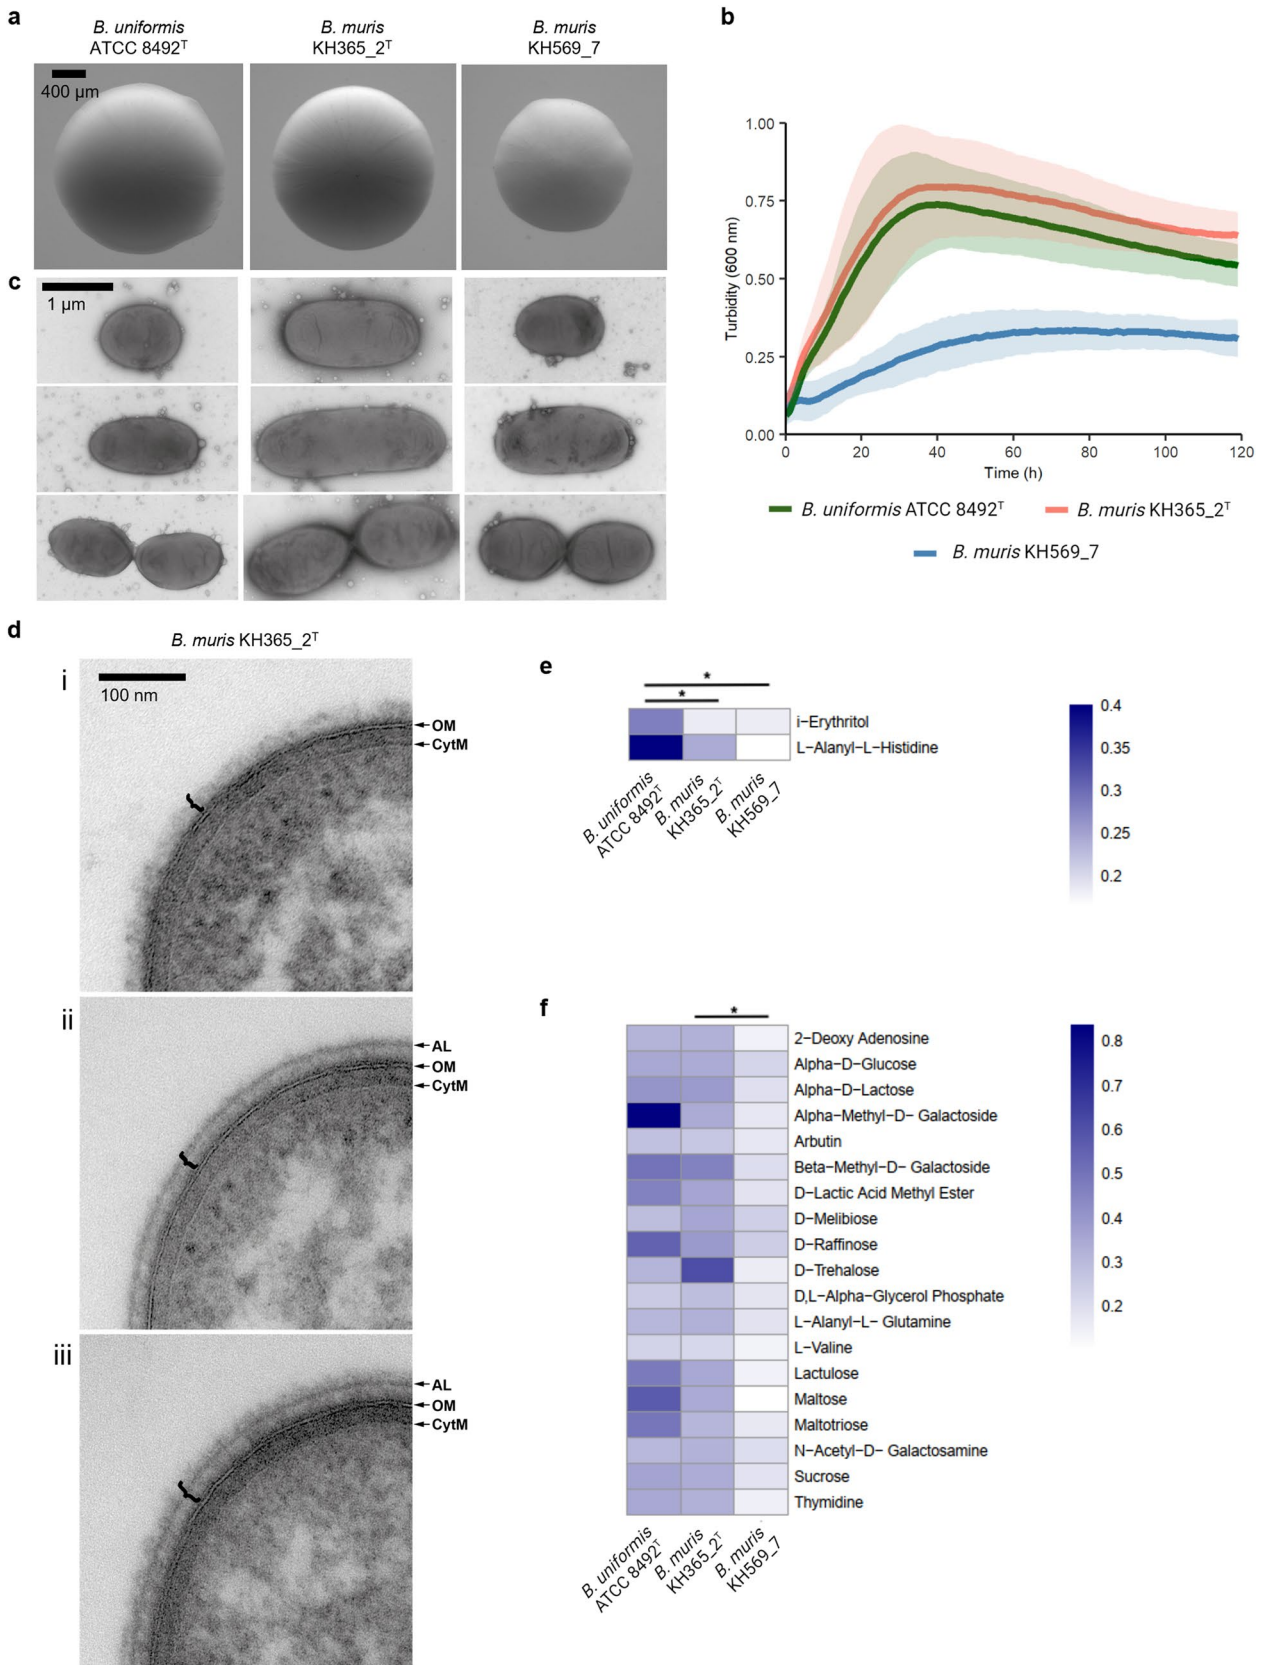 a
B. uniformis
ATCC 8492ᵀ
B. muris
KH365_2ᵀ
B. muris
KH569_7
400 µm
b
1.00
0.75
0.50
0.25
0.00
Turbidity (600 nm)
0
20
40
60
80
100
120
Time (h)
B. uniformis ATCC 8492ᵀ
B. muris KH365_2ᵀ
B. muris KH569_7
c
1 µm
d
B. muris KH365_2ᵀ
i
100 nm
OM
CytM
ii
AL
OM
CytM
iii
AL
OM
CytM
e
*
*
i−Erythritol
L−Alanyl−L−Histidine
B. uniformis
ATCC 8492ᵀ
B. muris
KH365_2ᵀ
B. muris
KH569_7
0.4
0.35
0.3
0.25
0.2
f
*
2−Deoxy Adenosine
Alpha−D−Glucose
Alpha−D−Lactose
Alpha−Methyl−D− Galactoside
Arbutin
Beta−Methyl−D− Galactoside
D−Lactic Acid Methyl Ester
D−Melibiose
D−Raffinose
D−Trehalose
D,L−Alpha−Glycerol Phosphate
L−Alanyl−L− Glutamine
L−Valine
Lactulose
Maltose
Maltotriose
N−Acetyl−D− Galactosamine
Sucrose
Thymidine
B. uniformis
ATCC 8492ᵀ
B. muris
KH365_2ᵀ
B. muris
KH569_7
0.8
0.7
0.6
0.5
0.4
0.3
0.2